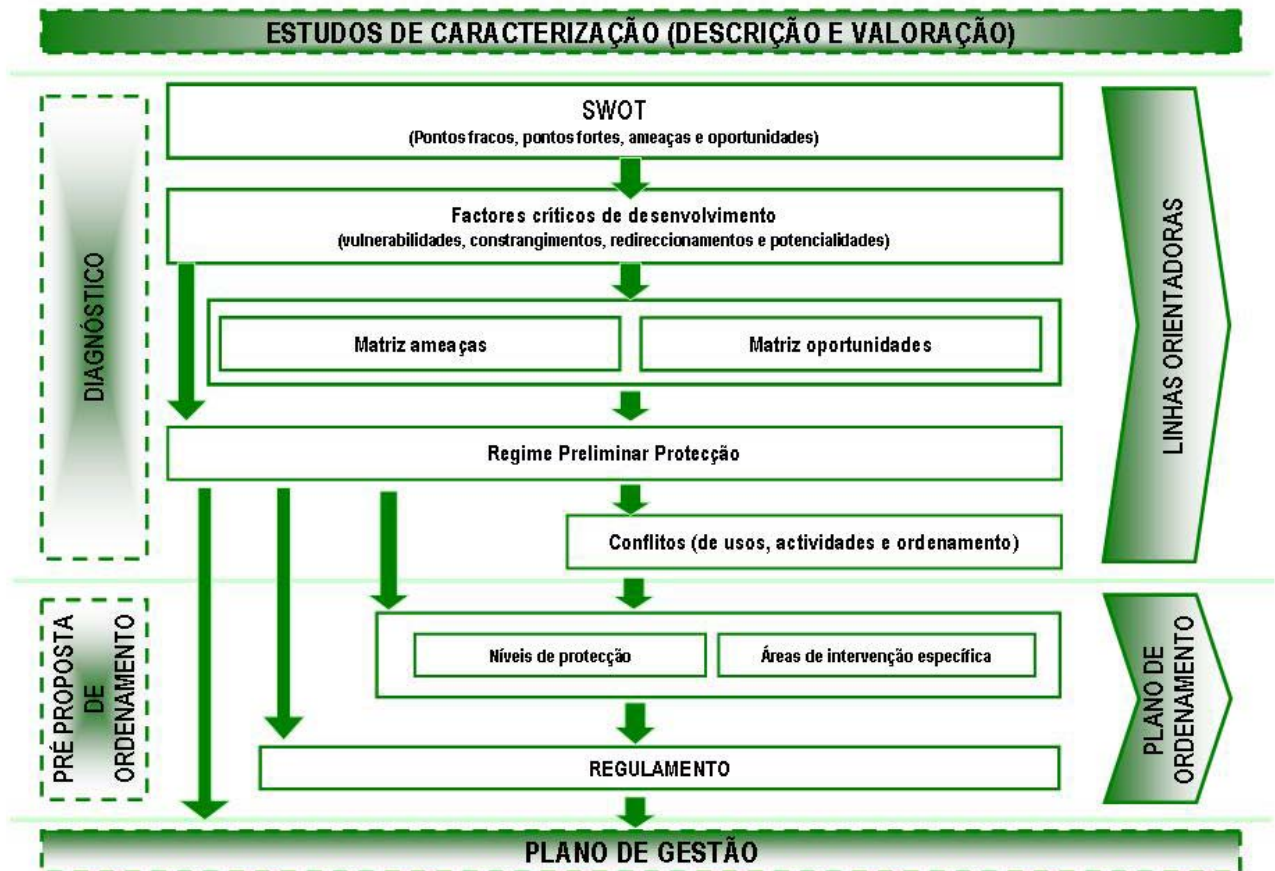 ESTUDOS DE CARACTERIZAÇÃO (DESCRIÇÃO E VALORAÇÃO)
DIAGNÓSTICO
SWOT
(Pontos fracos, pontos fortes, ameaças e oportunidades)
Factores críticos de desenvolvimento
(vulnerabilidades, constrangimentos, redireccionamentos e potencialidades)
Matriz ameaças
Matriz oportunidades
Regime Preliminar Protecção
Conflitos (de usos, actividades e ordenamento)
LINHAS ORIENTADORAS
PRÉ PROPOSTA
DE
ORDENAMENTO
Níveis de protecção
Áreas de intervenção específica
REGULAMENTO
PLANO DE
ORDENAMENTO
PLANO DE GESTÃO